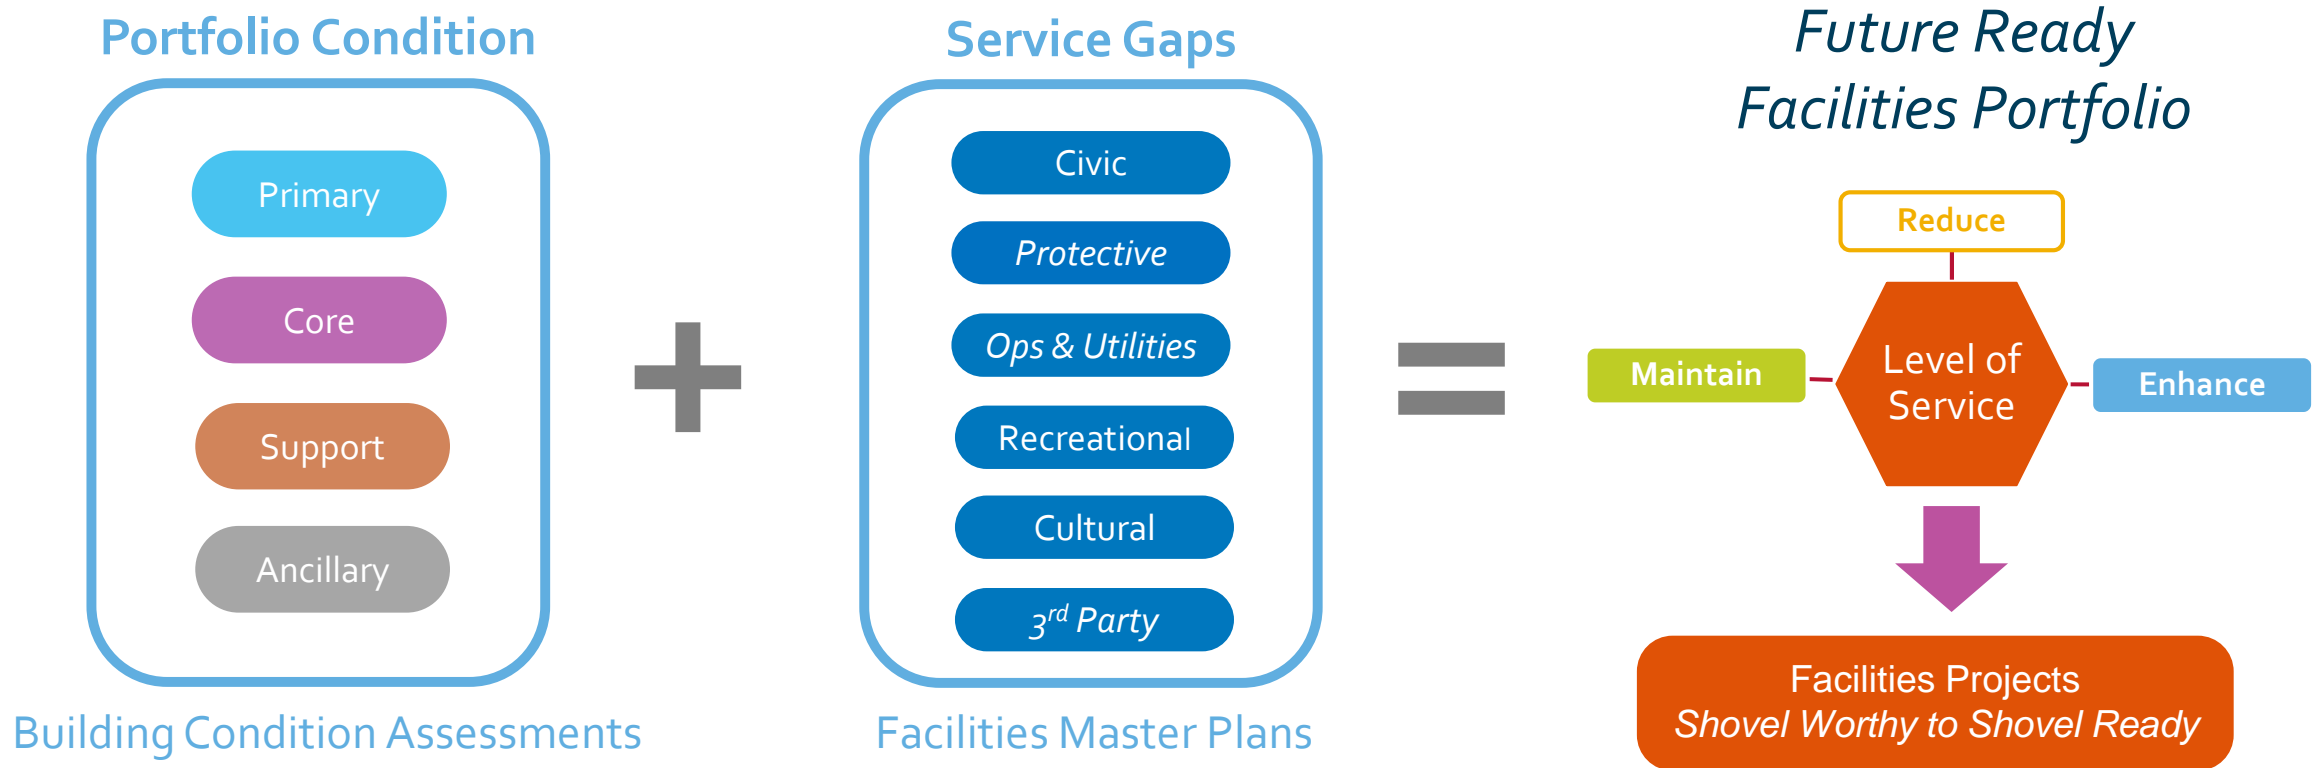 Portfolio Condition
Primary
Core
Support
Ancillary
Building Condition Assessments
+
Service Gaps
Civic
Protective
Ops & Utilities
Recreational
Cultural
3rd Party
Facilities Master Plans
=
Future Ready
Facilities Portfolio
Reduce
Maintain
Level of
Service
Enhance
Facilities Projects
Shovel Worthy to Shovel Ready